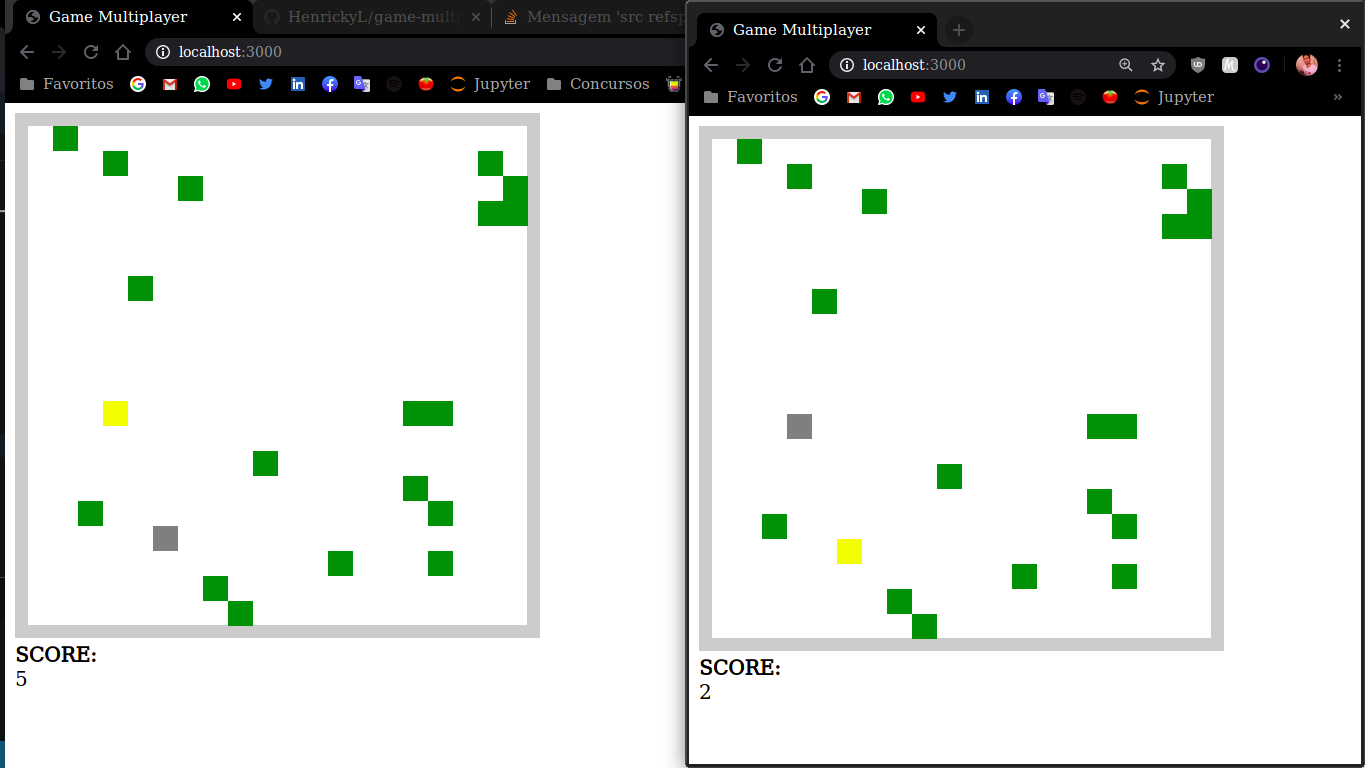 Game Multiplayer
HenrickyL/game-multi
Mensagem 'src refsp
localhost:3000
Favoritos
Jupyter
Concursos
SCORE:
5
Game Multiplayer
localhost:3000
Favoritos
Jupyter
»
SCORE:
2